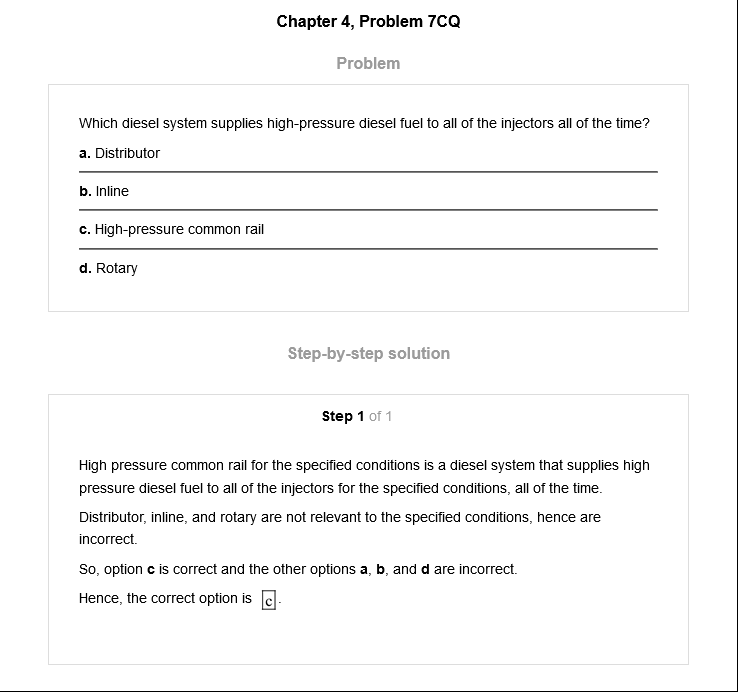 Chapter 4, Problem 7CQ
Problem
Which diesel system supplies high-pressure diesel fuel to all of the injectors all of the time?
a. Distributor
b. Inline
c. High-pressure common rail
d. Rotary
Step-by-step solution
Step 1 of 1
High pressure common rail for the specified conditions is a diesel system that supplies high
pressure diesel fuel to all of the injectors for the specified conditions, all of the time.
Distributor, inline, and rotary are not relevant to the specified conditions, hence are
incorrect.
So, option c is correct and the other options a, b, and d are incorrect.
Hence, the correct option is c.